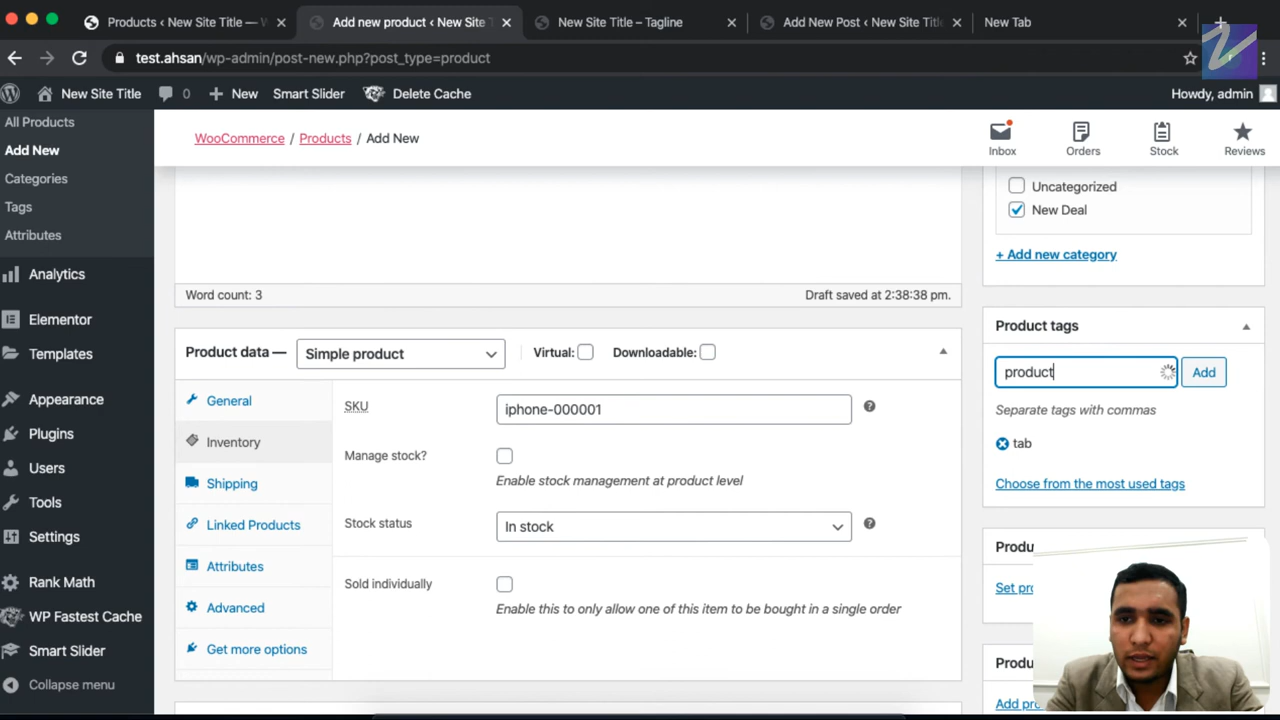 Products ‹ New Site Title — W
Add new product ‹ New Site T
New Site Title – Tagline
Add New Post ‹ New Site Title
New Tab
test.ahsan/wp-admin/post-new.php?post_type=product
New Site Title
0
New
Smart Slider
Delete Cache
Howdy, admin
All Products
Add New
Categories
Tags
Attributes
Analytics
Elementor
Templates
Appearance
Plugins
Users
Tools
Settings
Rank Math
WP Fastest Cache
Smart Slider
Collapse menu
WooCommerce / Products / Add New
Inbox
Orders
Stock
Reviews
Word count: 3
Draft saved at 2:38:38 pm.
Product data —
Simple product
Virtual:
Downloadable:
General
Inventory
Shipping
Linked Products
Attributes
Advanced
Get more options
SKU
iphone-000001
Manage stock?
Enable stock management at product level
Stock status
In stock
Sold individually
Enable this to only allow one of this item to be bought in a single order
Uncategorized
New Deal
+ Add new category
Product tags
product
Add
Separate tags with commas
tab
Choose from the most used tags
Produ
Set pro
Produ
Add pro